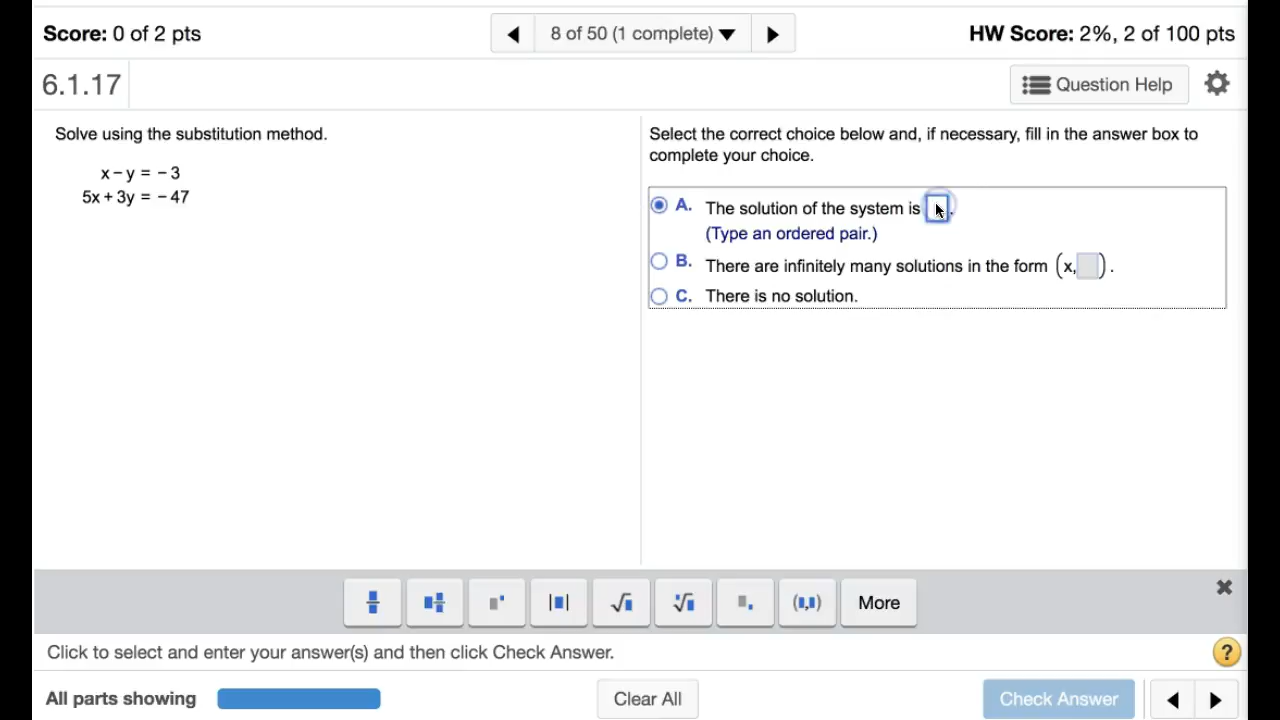 Score: 0 of 2 pts
8 of 50 (1 complete)
HW Score: 2%, 2 of 100 pts
6.1.17
Question Help
Solve using the substitution method.
x − y = − 3
5x + 3y = − 47
Select the correct choice below and, if necessary, fill in the answer box to
complete your choice.
A. The solution of the system is .
(Type an ordered pair.)
B. There are infinitely many solutions in the form (x, ).
C. There is no solution.
More
Click to select and enter your answer(s) and then click Check Answer.
?
All parts showing
Clear All
Check Answer